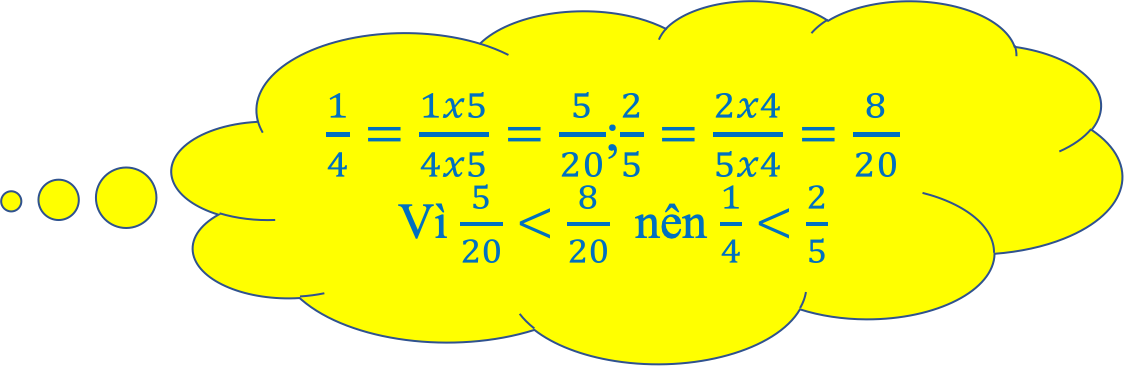 1/4 = 1x5/4x5 = 5/20; 2/5 = 2x4/5x4 = 8/20
Vì 5/20 < 8/20 nên 1/4 < 2/5